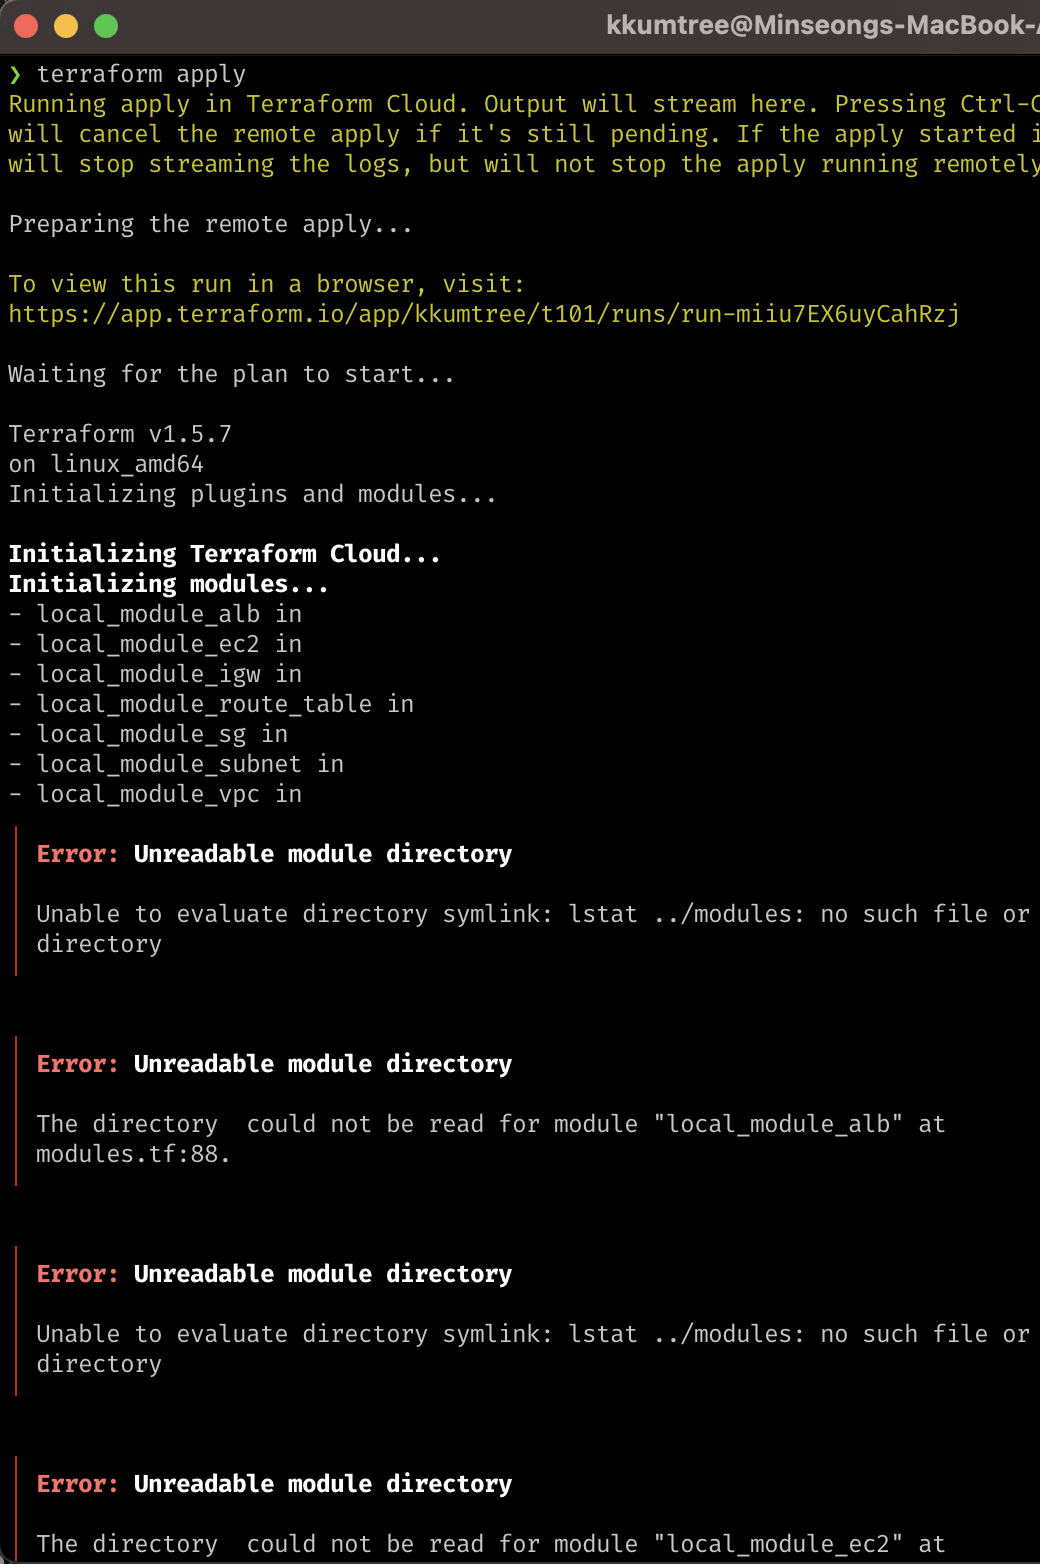 kkumtree@Minseongs-MacBook-
❯ terraform apply
Running apply in Terraform Cloud. Output will stream here. Pressing Ctrl-C
will cancel the remote apply if it's still pending. If the apply started
will stop streaming the logs, but will not stop the apply running remotely
Preparing the remote apply...
To view this run in a browser, visit:
https://app.terraform.io/app/kkumtree/t101/runs/run-miiu7EX6uyCahRzj
Waiting for the plan to start...
Terraform v1.5.7
on linux_amd64
Initializing plugins and modules...
Initializing Terraform Cloud...
Initializing modules...
- local_module_alb in
- local_module_ec2 in
- local_module_igw in
- local_module_route_table in
- local_module_sg in
- local_module_subnet in
- local_module_vpc in
Error: Unreadable module directory
Unable to evaluate directory symlink: lstat ../modules: no such file or
directory
Error: Unreadable module directory
The directory  could not be read for module "local_module_alb" at
modules.tf:88.
Error: Unreadable module directory
Unable to evaluate directory symlink: lstat ../modules: no such file or
directory
Error: Unreadable module directory
The directory  could not be read for module "local_module_ec2" at